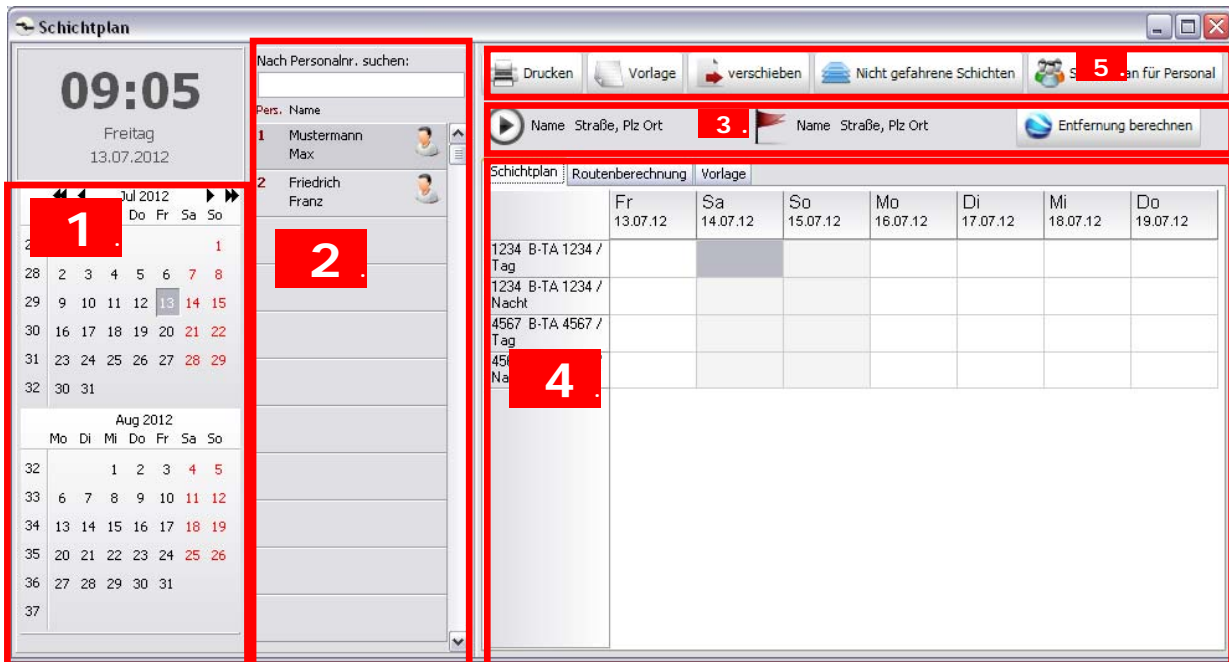 Schichtplan
09:05
Freitag
13.07.2012
Jul 2012
Do Fr Sa So
1
28 2 3 4 5 6 7 8
29 9 10 11 12 13 14 15
30 16 17 18 19 20 21 22
31 23 24 25 26 27 28 29
32 30 31
1.
Aug 2012
Mo Di Mi Do Fr Sa So
32 1 2 3 4 5
33 6 7 8 9 10 11 12
34 13 14 15 16 17 18 19
35 20 21 22 23 24 25 26
36 27 28 29 30 31
37
Nach Personalnr. suchen:
Pers. Name
1 Mustermann
Max
2 Friedrich
Franz
2.
Drucken Vorlage verschieben Nicht gefahrene Schichten 5. für Personal
Name Straße, Plz Ort 3. Name Straße, Plz Ort Entfernung berechnen
Schichtplan Routenberechnung Vorlage
Fr Sa So Mo Di Mi Do
13.07.12 14.07.12 15.07.12 16.07.12 17.07.12 18.07.12 19.07.12
1234 B-TA 1234 /
Tag
1234 B-TA 1234 /
Nacht
4567 B-TA 4567 /
Tag
4.